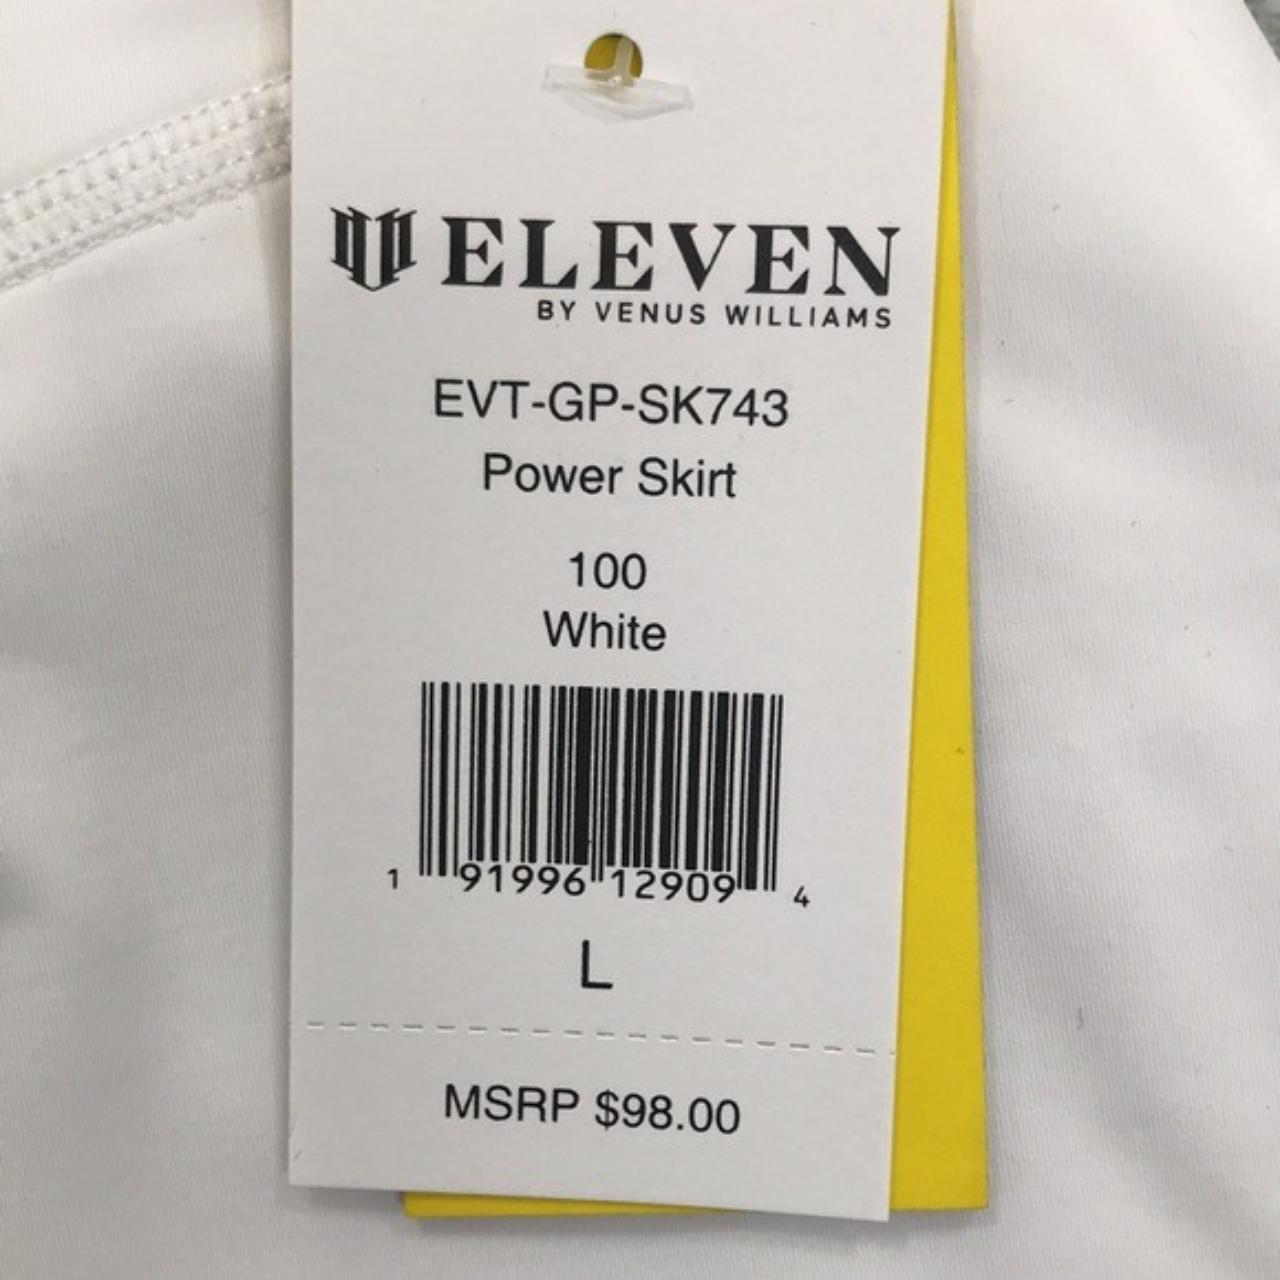 ELEVEN
BY VENUS WILLIAMS
EVT-GP-SK743
Power Skirt
100
White
1 91996 12909 4
L
MSRP $98.00